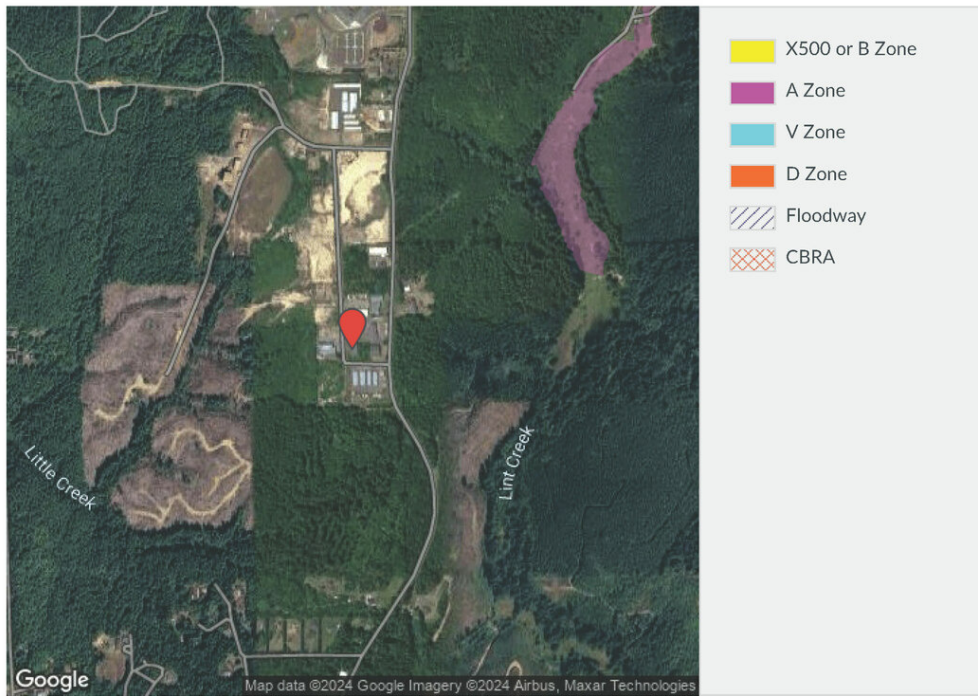 X500 or B Zone
A Zone
V Zone
D Zone
Floodway
CBRA
Little Creek
Lint Creek
Google
Map data ©2024 Google Imagery ©2024 Airbus, Maxar Technologies